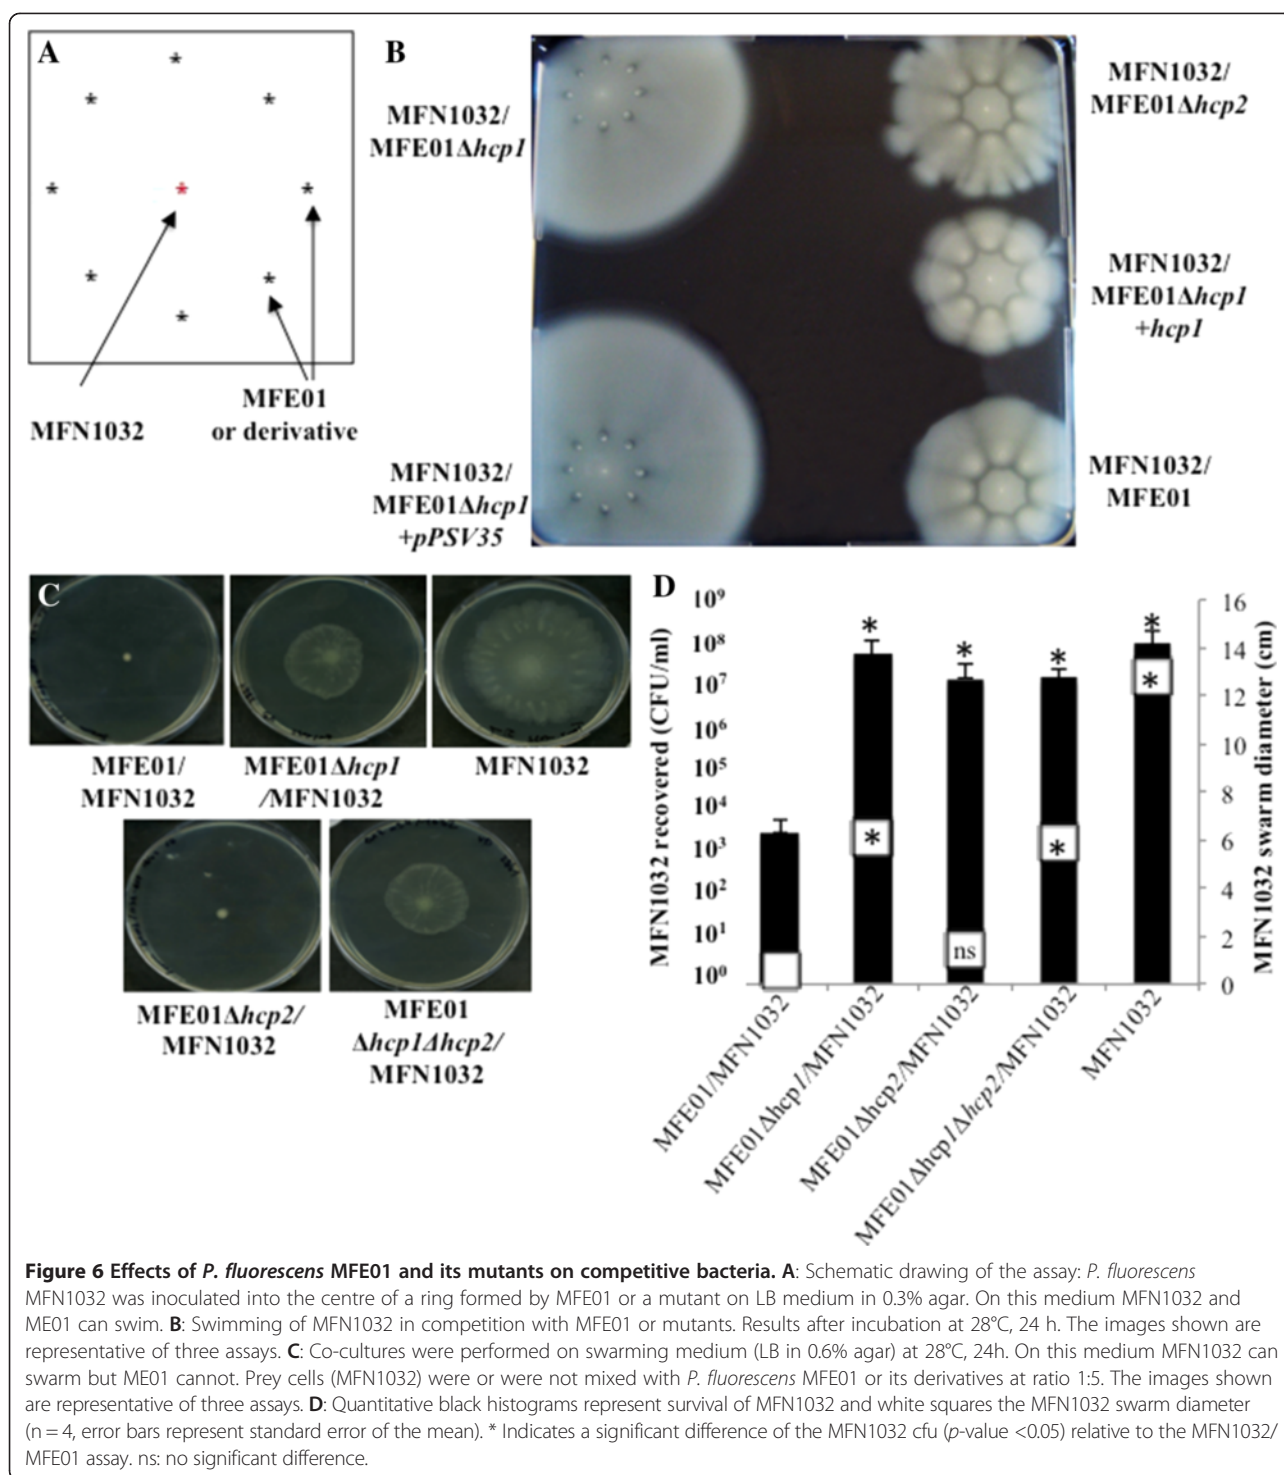 A
MFN1032
MFE01
or derivative
B
MFN1032/
MFE01Δhcp1
MFN1032/
MFE01Δhcp1
+pPSV35
MFN1032/
MFE01Δhcp2
MFN1032/
MFE01Δhcp1
+hcp1
MFN1032/
MFE01
C
MFE01/
MFN1032
MFE01Δhcp1
/MFN1032
MFN1032
MFE01Δhcp2/
MFN1032
MFE01
Δhcp1Δhcp2/
MFN1032
D
MFN1032 recovered (CFU/ml)
10⁹
10⁸
10⁷
10⁶
10⁵
10⁴
10³
10²
10¹
10⁰
* * * *
* * *
ns
16
14
12
10
8
6
4
2
0
MFN1032 swarm diameter (cm)
MFE01/MFN1032
MFE01Δhcp1/MFN1032
MFE01Δhcp2/MFN1032
MFE01Δhcp1Δhcp2/MFN1032
MFN1032
Figure 6 Effects of P. fluorescens MFE01 and its mutants on competitive bacteria. A: Schematic drawing of the assay: P. fluorescens
MFN1032 was inoculated into the centre of a ring formed by MFE01 or a mutant on LB medium in 0.3% agar. On this medium MFN1032 and
ME01 can swim. B: Swimming of MFN1032 in competition with MFE01 or mutants. Results after incubation at 28°C, 24 h. The images shown are
representative of three assays. C: Co-cultures were performed on swarming medium (LB in 0.6% agar) at 28°C, 24h. On this medium MFN1032 can
swarm but ME01 cannot. Prey cells (MFN1032) were or were not mixed with P. fluorescens MFE01 or its derivatives at ratio 1:5. The images shown
are representative of three assays. D: Quantitative black histograms represent survival of MFN1032 and white squares the MFN1032 swarm diameter
(n = 4, error bars represent standard error of the mean). * Indicates a significant difference of the MFN1032 cfu (p-value <0.05) relative to the MFN1032/
MFE01 assay. ns: no significant difference.